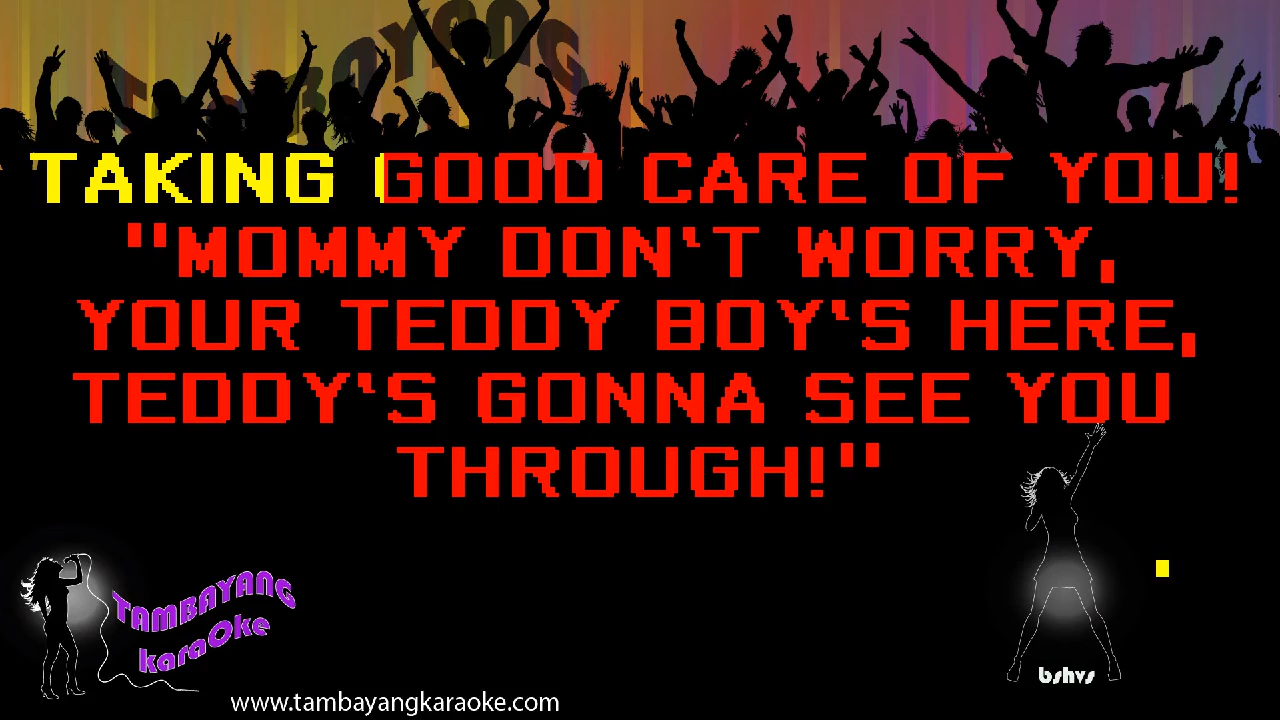 TAMBAYANG
TAKING GOOD CARE OF YOU!
"MOMMY DON'T WORRY,
YOUR TEDDY BOY'S HERE,
TEDDY'S GONNA SEE YOU
THROUGH!"
TAMBAYANG
karaOke
bshvs
www.tambayangkaraoke.com